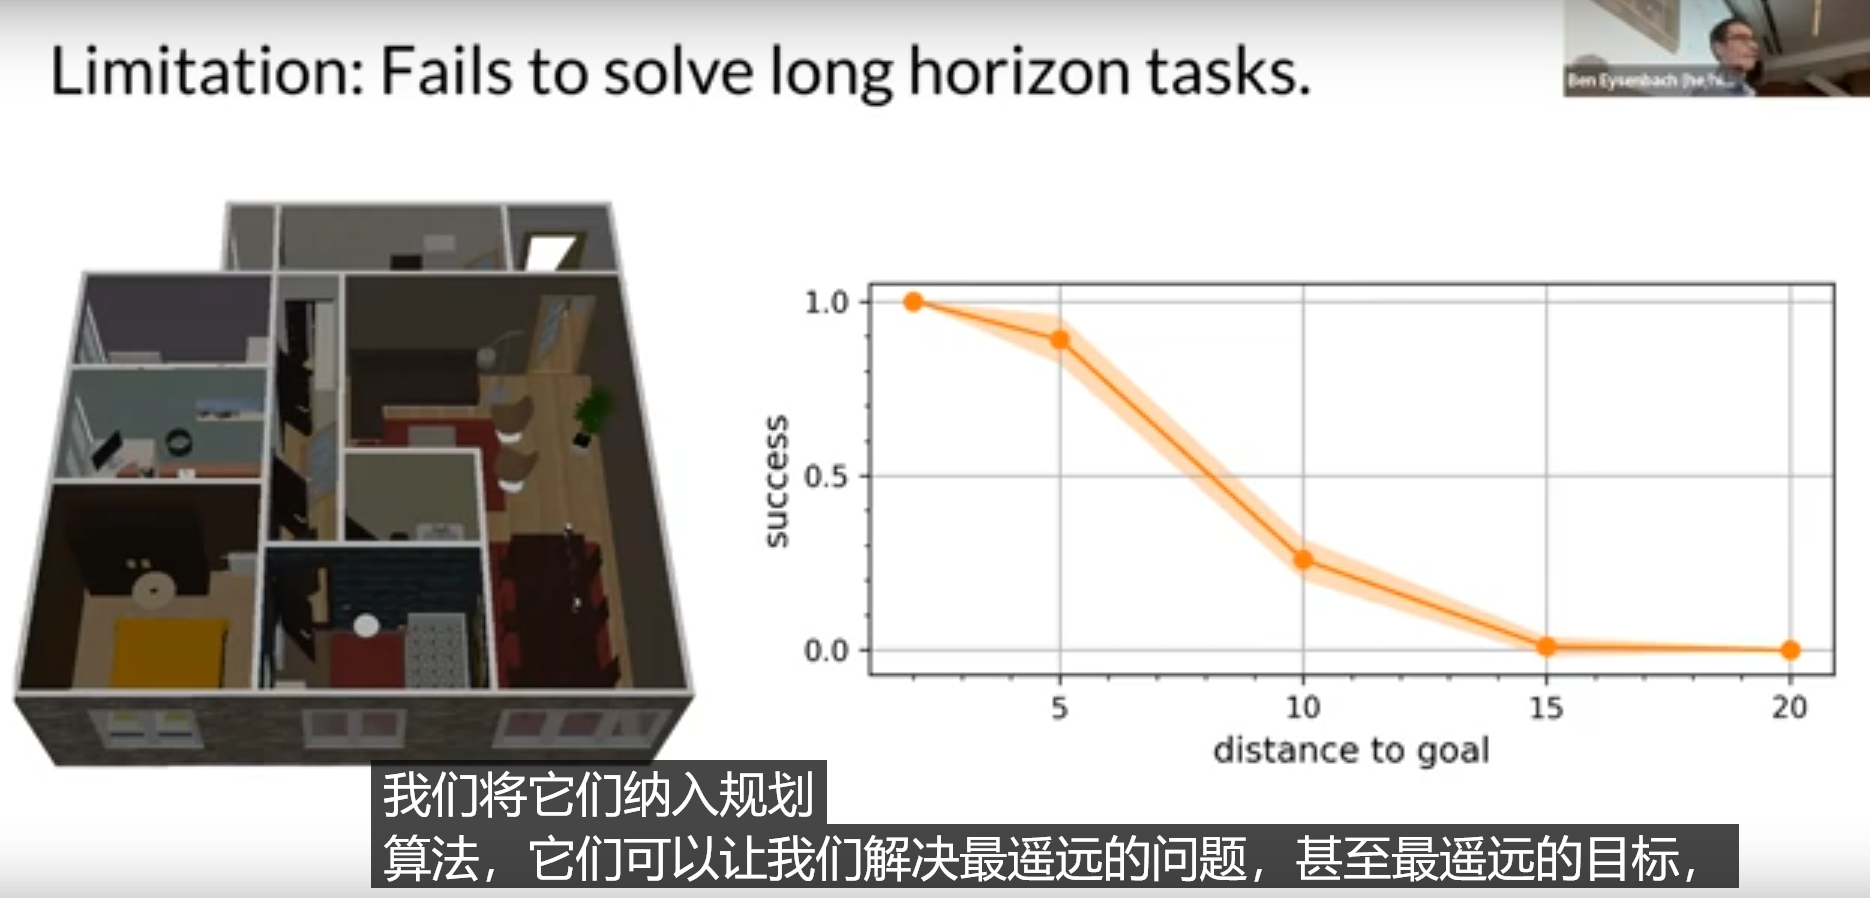 Limitation: Fails to solve long horizon tasks.
Ben Eysenbach (he/hi...
1.0
0.5
0.0
success
5 10 15 20
distance to goal
我们将它们纳入规划
算法，它们可以让我们解决最遥远的问题，甚至最遥远的目标，